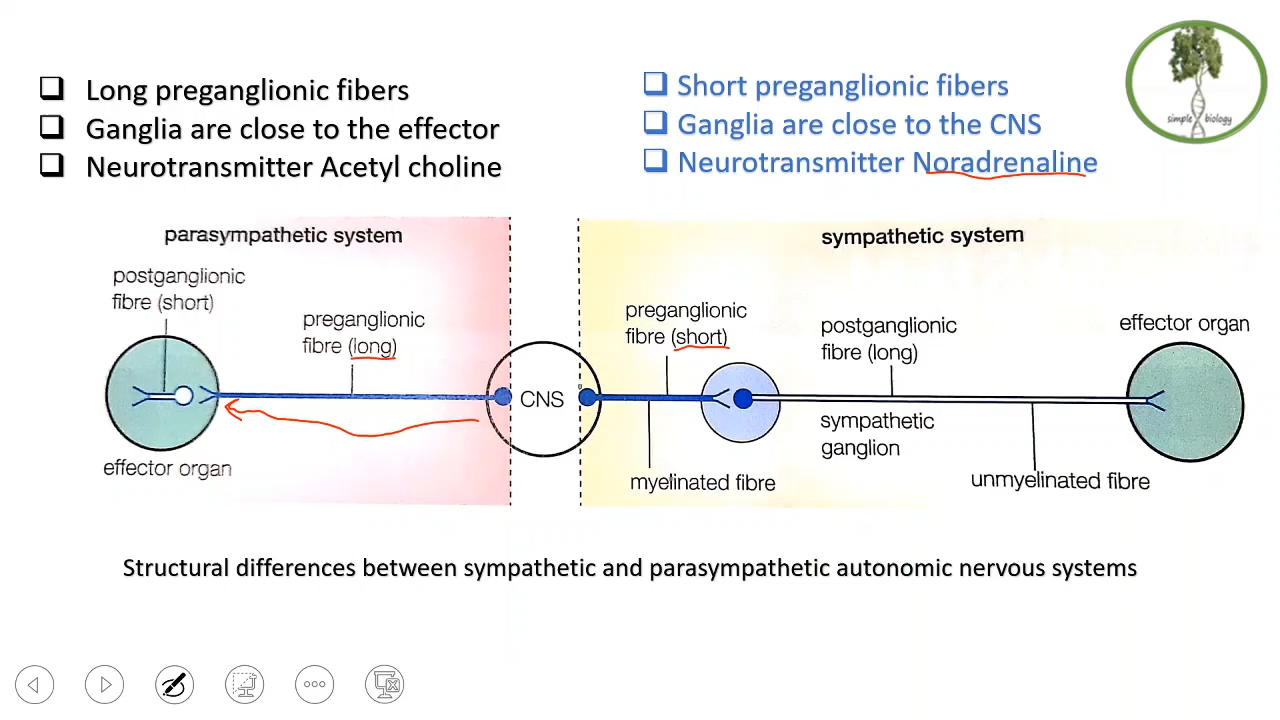 Long preganglionic fibers
Ganglia are close to the effector
Neurotransmitter Acetyl choline
Short preganglionic fibers
Ganglia are close to the CNS
Neurotransmitter Noradrenaline
simple biology
parasympathetic system
postganglionic
fibre (short)
preganglionic
fibre (long)
effector organ
CNS
sympathetic system
preganglionic
fibre (short)
postganglionic
fibre (long)
effector organ
sympathetic
ganglion
myelinated fibre
unmyelinated fibre
Structural differences between sympathetic and parasympathetic autonomic nervous systems